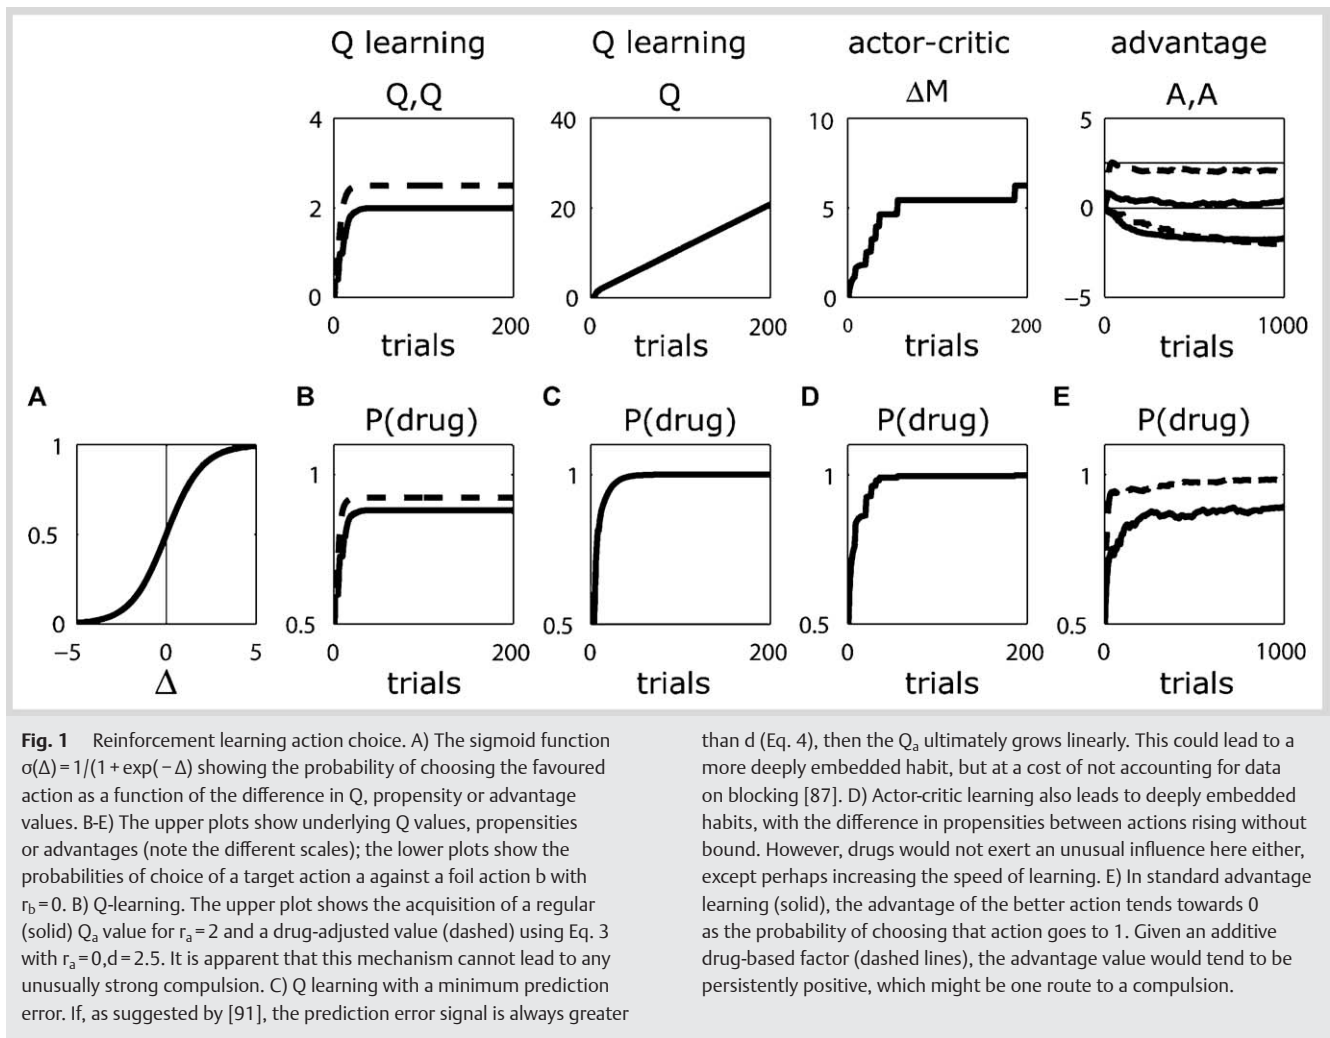 Q learning
Q learning
actor-critic
advantage
Q,Q
Q
ΔM
A,A
4
2
0
0
200
trials
40
20
0
0
200
trials
10
5
0
0
200
trials
5
0
−5
0
1000
trials
A
B
C
D
E
P(drug)
P(drug)
P(drug)
P(drug)
1
0.5
0
−5
0
5
Δ
1
0.5
0
200
trials
1
0.5
0
200
trials
1
0.5
0
200
trials
1
0.5
0
1000
trials
Fig. 1 Reinforcement learning action choice. A) The sigmoid function
σ(Δ) = 1/(1 + exp( − Δ) showing the probability of choosing the favoured
action as a function of the difference in Q, propensity or advantage
values. B-E) The upper plots show underlying Q values, propensities
or advantages (note the different scales); the lower plots show the
probabilities of choice of a target action a against a foil action b with
r_b = 0. B) Q-learning. The upper plot shows the acquisition of a regular
(solid) Q_a value for r_a = 2 and a drug-adjusted value (dashed) using Eq. 3
with r_a = 0,d = 2.5. It is apparent that this mechanism cannot lead to any
unusually strong compulsion. C) Q learning with a minimum prediction
error. If, as suggested by [91], the prediction error signal is always greater
than d (Eq. 4), then the Q_a ultimately grows linearly. This could lead to a
more deeply embedded habit, but at a cost of not accounting for data
on blocking [87]. D) Actor-critic learning also leads to deeply embedded
habits, with the difference in propensities between actions rising without
bound. However, drugs would not exert an unusual influence here either,
except perhaps increasing the speed of learning. E) In standard advantage
learning (solid), the advantage of the better action tends towards 0
as the probability of choosing that action goes to 1. Given an additive
drug-based factor (dashed lines), the advantage value would tend to be
persistently positive, which might be one route to a compulsion.